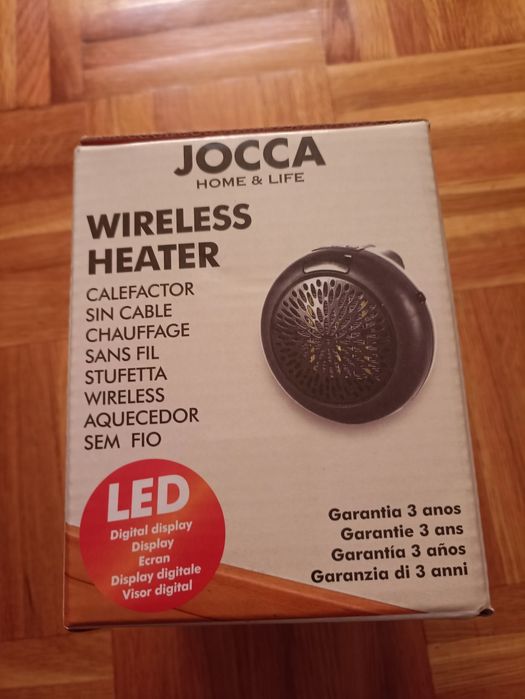 JOCCA
HOME & LIFE
WIRELESS
HEATER
CALEFACTOR
SIN CABLE
CHAUFFAGE
SANS FIL
STUFETTA
WIRELESS
AQUECEDOR
SEM FIO
LED
Digital display
Display
Ecran
Display digitale
Visor digital
Garantia 3 anos
Garantie 3 ans
Garantía 3 años
Garanzia di 3 anni